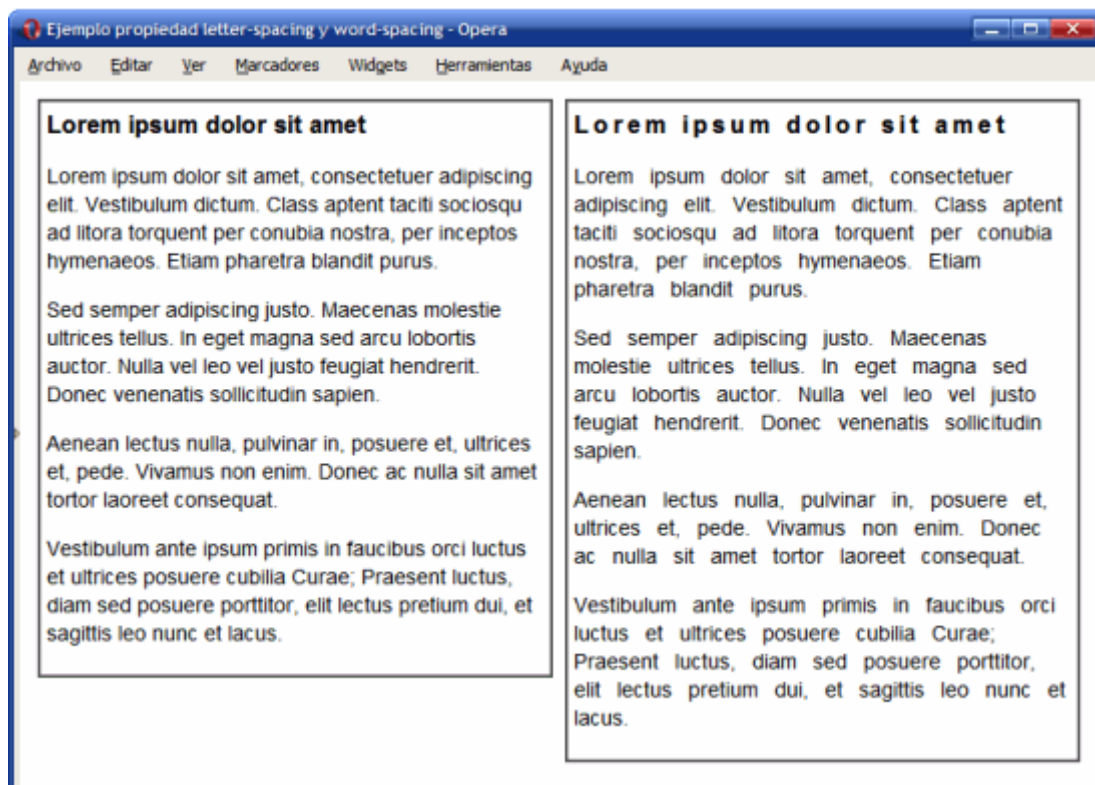 Ejemplo propiedad letter-spacing y word-spacing - Opera
Archivo Editar Ver Marcadores Widgets Herramientas Ayuda
Lorem ipsum dolor sit amet
Lorem ipsum dolor sit amet, consectetuer adipiscing
elit. Vestibulum dictum. Class aptent taciti sociosqu
ad litora torquent per conubia nostra, per inceptos
hymenaeos. Etiam pharetra blandit purus.
Sed semper adipiscing justo. Maecenas molestie
ultrices tellus. In eget magna sed arcu lobortis
auctor. Nulla vel leo vel justo feugiat hendrerit.
Donec venenatis sollicitudin sapien.
Aenean lectus nulla, pulvinar in, posuere et, ultrices
et, pede. Vivamus non enim. Donec ac nulla sit amet
tortor laoreet consequat.
Vestibulum ante ipsum primis in faucibus orci luctus
et ultrices posuere cubilia Curae; Praesent luctus,
diam sed posuere porttitor, elit lectus pretium dui, et
sagittis leo nunc et lacus.
Lorem ipsum dolor sit amet
Lorem ipsum dolor sit amet, consectetuer
adipiscing elit. Vestibulum dictum. Class aptent
taciti sociosqu ad litora torquent per conubia
nostra, per inceptos hymenaeos. Etiam
pharetra blandit purus.
Sed semper adipiscing justo. Maecenas
molestie ultrices tellus. In eget magna sed
arcu lobortis auctor. Nulla vel leo vel justo
feugiat hendrerit. Donec venenatis sollicitudin
sapien.
Aenean lectus nulla, pulvinar in, posuere et,
ultrices et, pede. Vivamus non enim. Donec
ac nulla sit amet tortor laoreet consequat.
Vestibulum ante ipsum primis in faucibus orci
luctus et ultrices posuere cubilia Curae;
Praesent luctus, diam sed posuere porttitor,
elit lectus pretium dui, et sagittis leo nunc et
lacus.